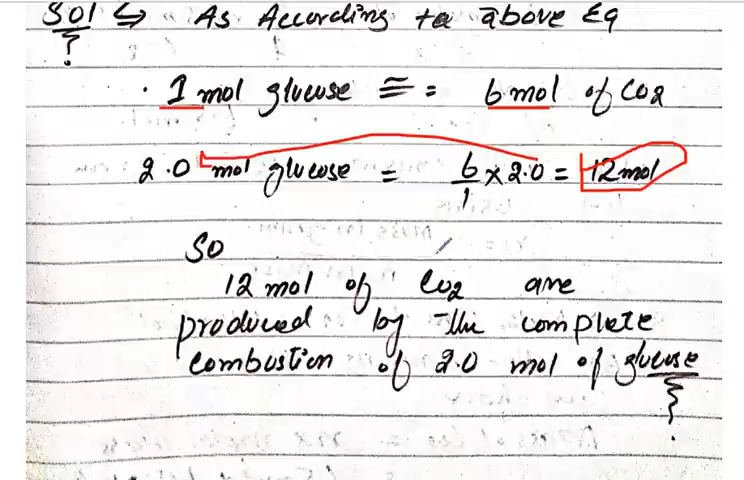 Sol ↳ As According to above Eq
. 1 mol glucose ≅ = 6 mol of CO2
2.0 mol glucose = 6/1 × 2.0 = 12 mol
SO
12 mol of CO2 are
produced by the complete
combustion of 2.0 mol of glucose